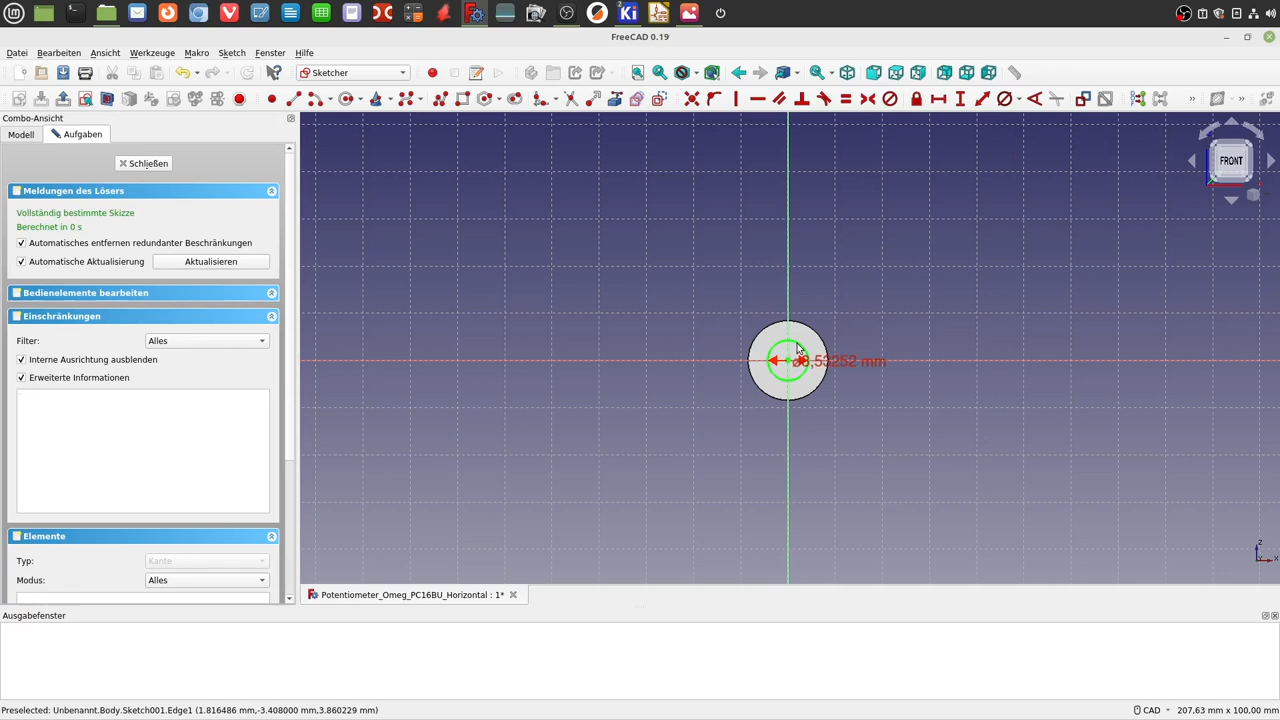 FreeCAD 0.19
Datei Bearbeiten Ansicht Werkzeuge Makro Sketch Fenster Hilfe
Sketcher
Combo-Ansicht
Modell Aufgaben
Schließen
Meldungen des Lösers
Vollständig bestimmte Skizze
Berechnet in 0 s
Automatisches entfernen redundanter Beschränkungen
Automatische Aktualisierung Aktualisieren
Bedienelemente bearbeiten
Einschränkungen
Filter: Alles
Interne Ausrichtung ausblenden
Erweiterte Informationen
Elemente
Typ: Kante
Modus: Alles
FRONT
,53252 mm
Z
X
Potentiometer_Omeg_PC16BU_Horizontal : 1*
Ausgabefenster
Preselected: Unbenannt.Body.Sketch001.Edge1 (1.816486 mm,-3.408000 mm,3.860229 mm)
CAD 207,63 mm x 100,00 mm